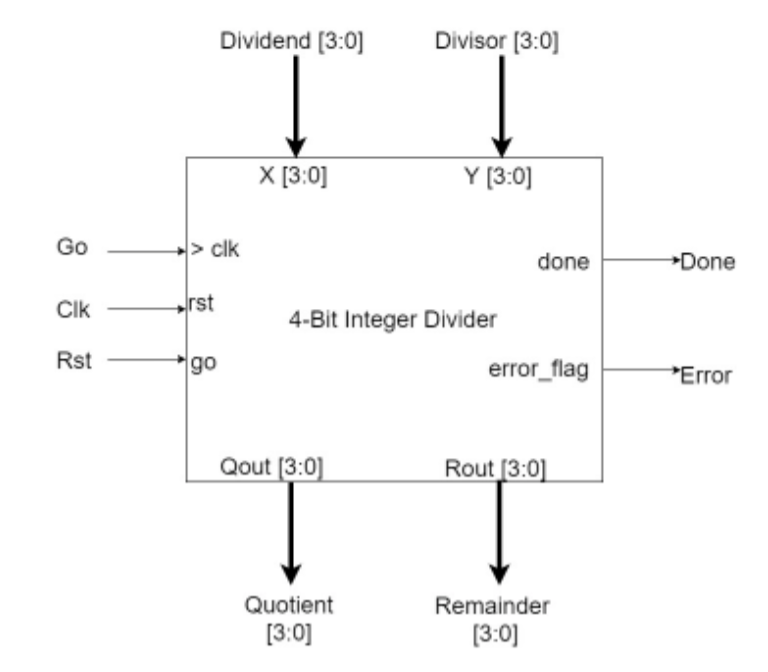 Dividend [3:0]
Divisor [3:0]
X [3:0]
Y [3:0]
Go
> clk
done
Done
Clk
rst
4-Bit Integer Divider
Rst
go
error_flag
Error
Qout [3:0]
Rout [3:0]
Quotient
[3:0]
Remainder
[3:0]